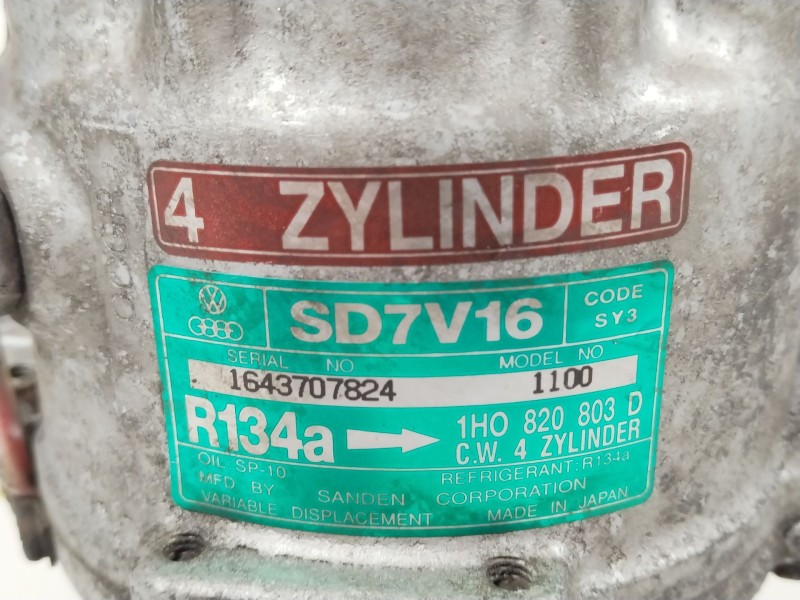 4 ZYLINDER
SD7V16
CODE
SY3
SERIAL NO
MODEL NO
1643707824
1100
R134a
1HO 820 803 D
C.W. 4 ZYLINDER
OIL SP-10
REFRIGERANT:R134a
MFD BY SANDEN CORPORATION
VARIABLE DISPLACEMENT MADE IN JAPAN